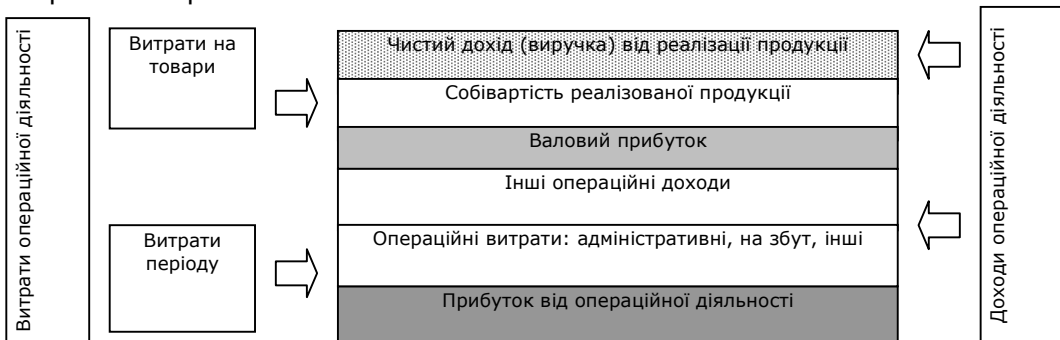 Витрати операційної діяльності
Витрати на
товари
Витрати
періоду
Чистий дохід (виручка) від реалізації продукції
Собівартість реалізованої продукції
Валовий прибуток
Інші операційні доходи
Операційні витрати: адміністративні, на збут, інші
Прибуток від операційної діяльності
Доходи операційної діяльності